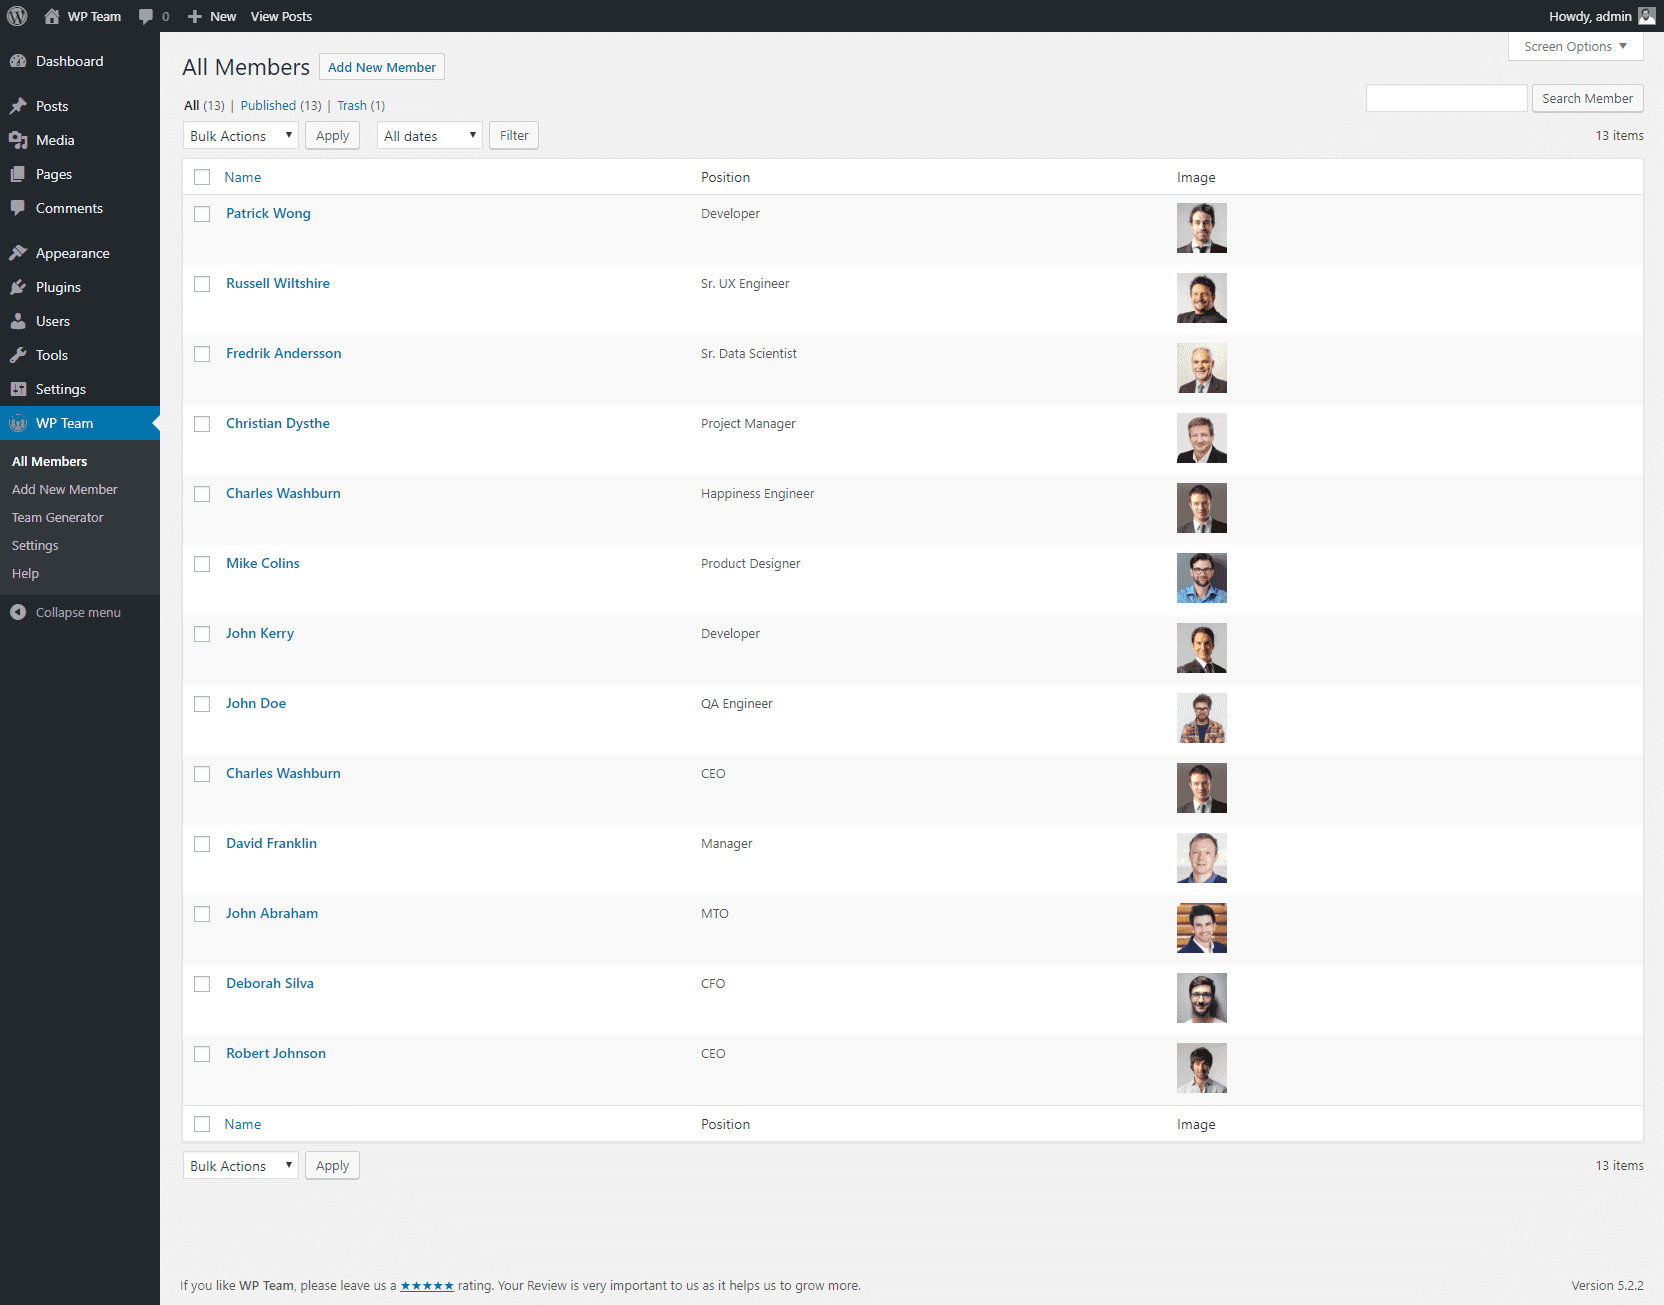 WP Team 0 New View Posts Howdy, admin
Screen Options
Dashboard
Posts
Media
Pages
Comments
Appearance
Plugins
Users
Tools
Settings
WP Team
All Members
Add New Member
Team Generator
Settings
Help
Collapse menu
All Members Add New Member
All (13) | Published (13) | Trash (1) Search Member
Bulk Actions Apply All dates Filter 13 items
Name Position Image
Patrick Wong Developer
Russell Wiltshire Sr. UX Engineer
Fredrik Andersson Sr. Data Scientist
Christian Dysthe Project Manager
Charles Washburn Happiness Engineer
Mike Colins Product Designer
John Kerry Developer
John Doe QA Engineer
Charles Washburn CEO
David Franklin Manager
John Abraham MTO
Deborah Silva CFO
Robert Johnson CEO
Name Position Image
Bulk Actions Apply 13 items
If you like WP Team, please leave us a ★★★★★ rating. Your Review is very important to us as it helps us to grow more. Version 5.2.2